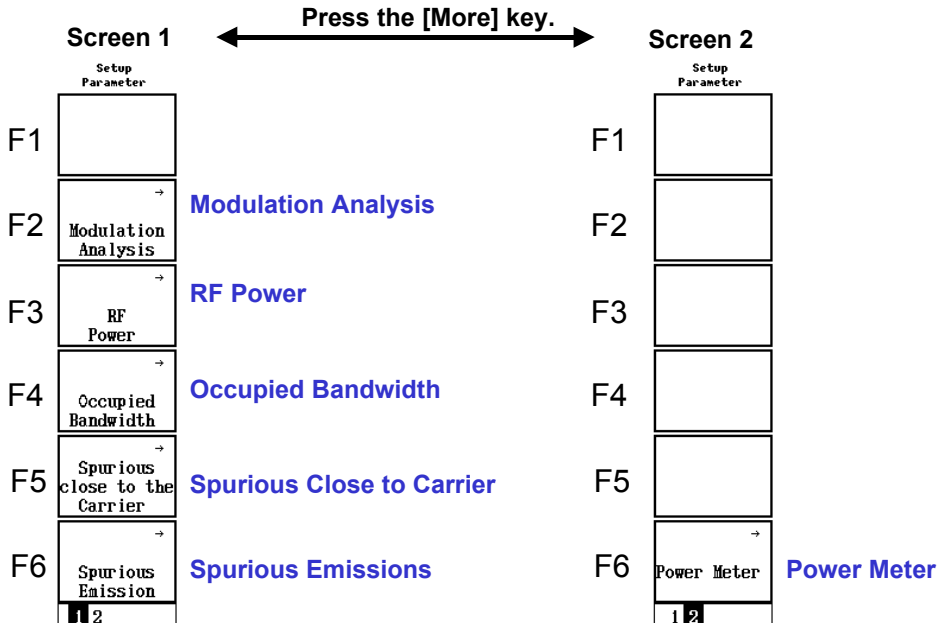 Press the [More] key.
Screen 1
Screen 2
Setup
Parameter
F1
F2
→
Modulation
Analysis
Modulation Analysis
F3
→
RF
Power
RF Power
F4
→
Occupied
Bandwidth
Occupied Bandwidth
F5
→
Spurious
close to the
Carrier
Spurious Close to Carrier
F6
→
Spurious
Emission
Spurious Emissions
1 2
Setup
Parameter
F1
F2
F3
F4
F5
F6
→
Power Meter
Power Meter
1 2